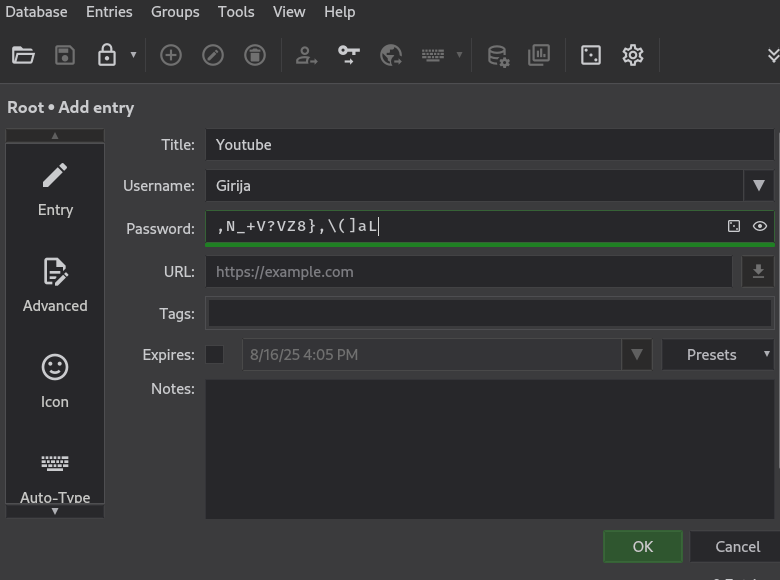 Database Entries Groups Tools View Help
Root • Add entry
Title: Youtube
Username: Girija
Password: ,N_+V?VZ8},\(]aL
URL: https://example.com
Tags:
Expires: 8/16/25 4:05 PM Presets
Notes:
Entry
Advanced
Icon
Auto-Type
OK Cancel